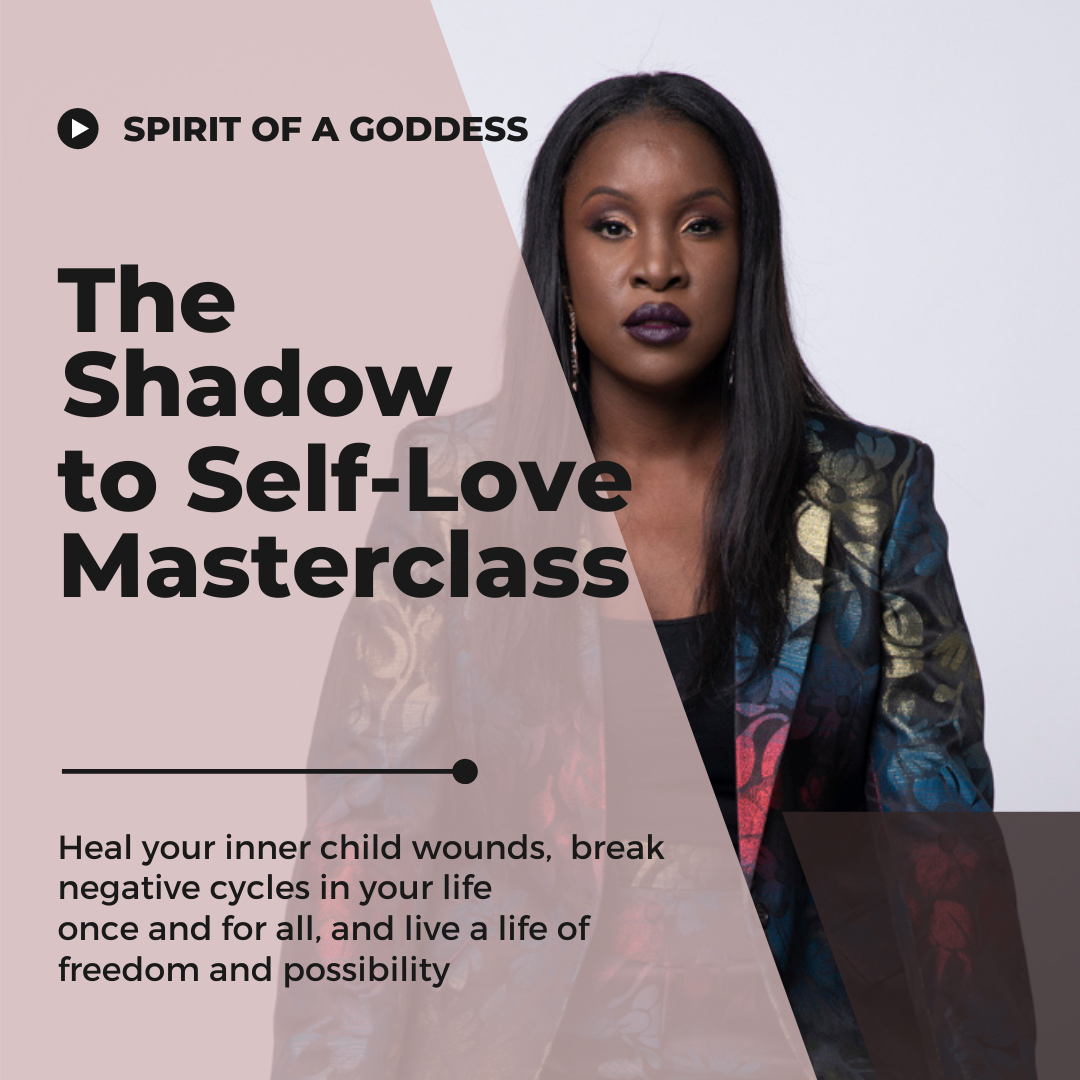 SPIRIT OF A GODDESS
The
Shadow
to Self-Love
Masterclass
Heal your inner child wounds,  break
negative cycles in your life
once and for all, and live a life of
freedom and possibility